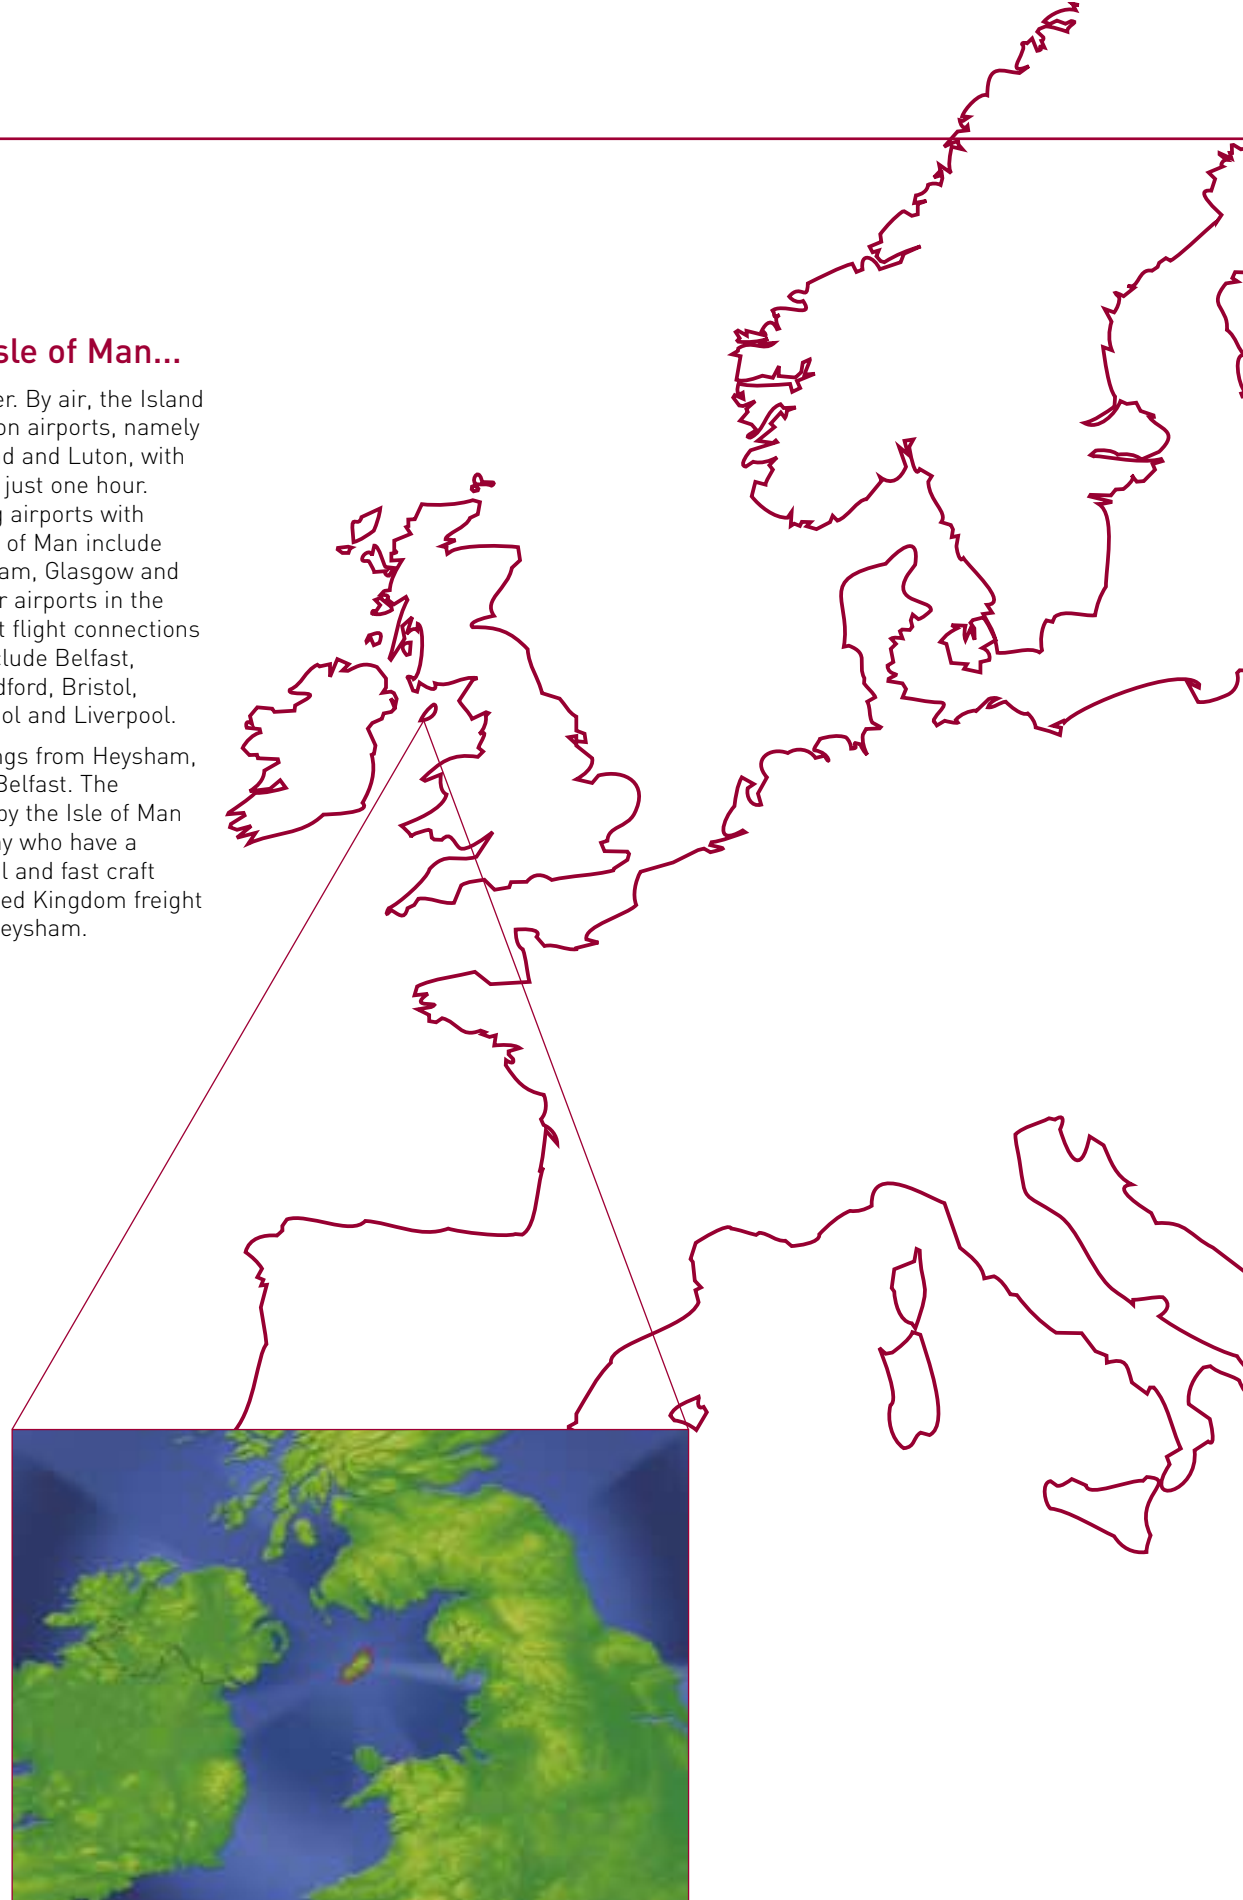 sle of Man...
er. By air, the Island
on airports, namely
d and Luton, with
just one hour.
g airports with
of Man include
am, Glasgow and
r airports in the
t flight connections
clude Belfast,
dford, Bristol,
ol and Liverpool.
ngs from Heysham,
Belfast. The
by the Isle of Man
ny who have a
l and fast craft
ed Kingdom freight
eysham.